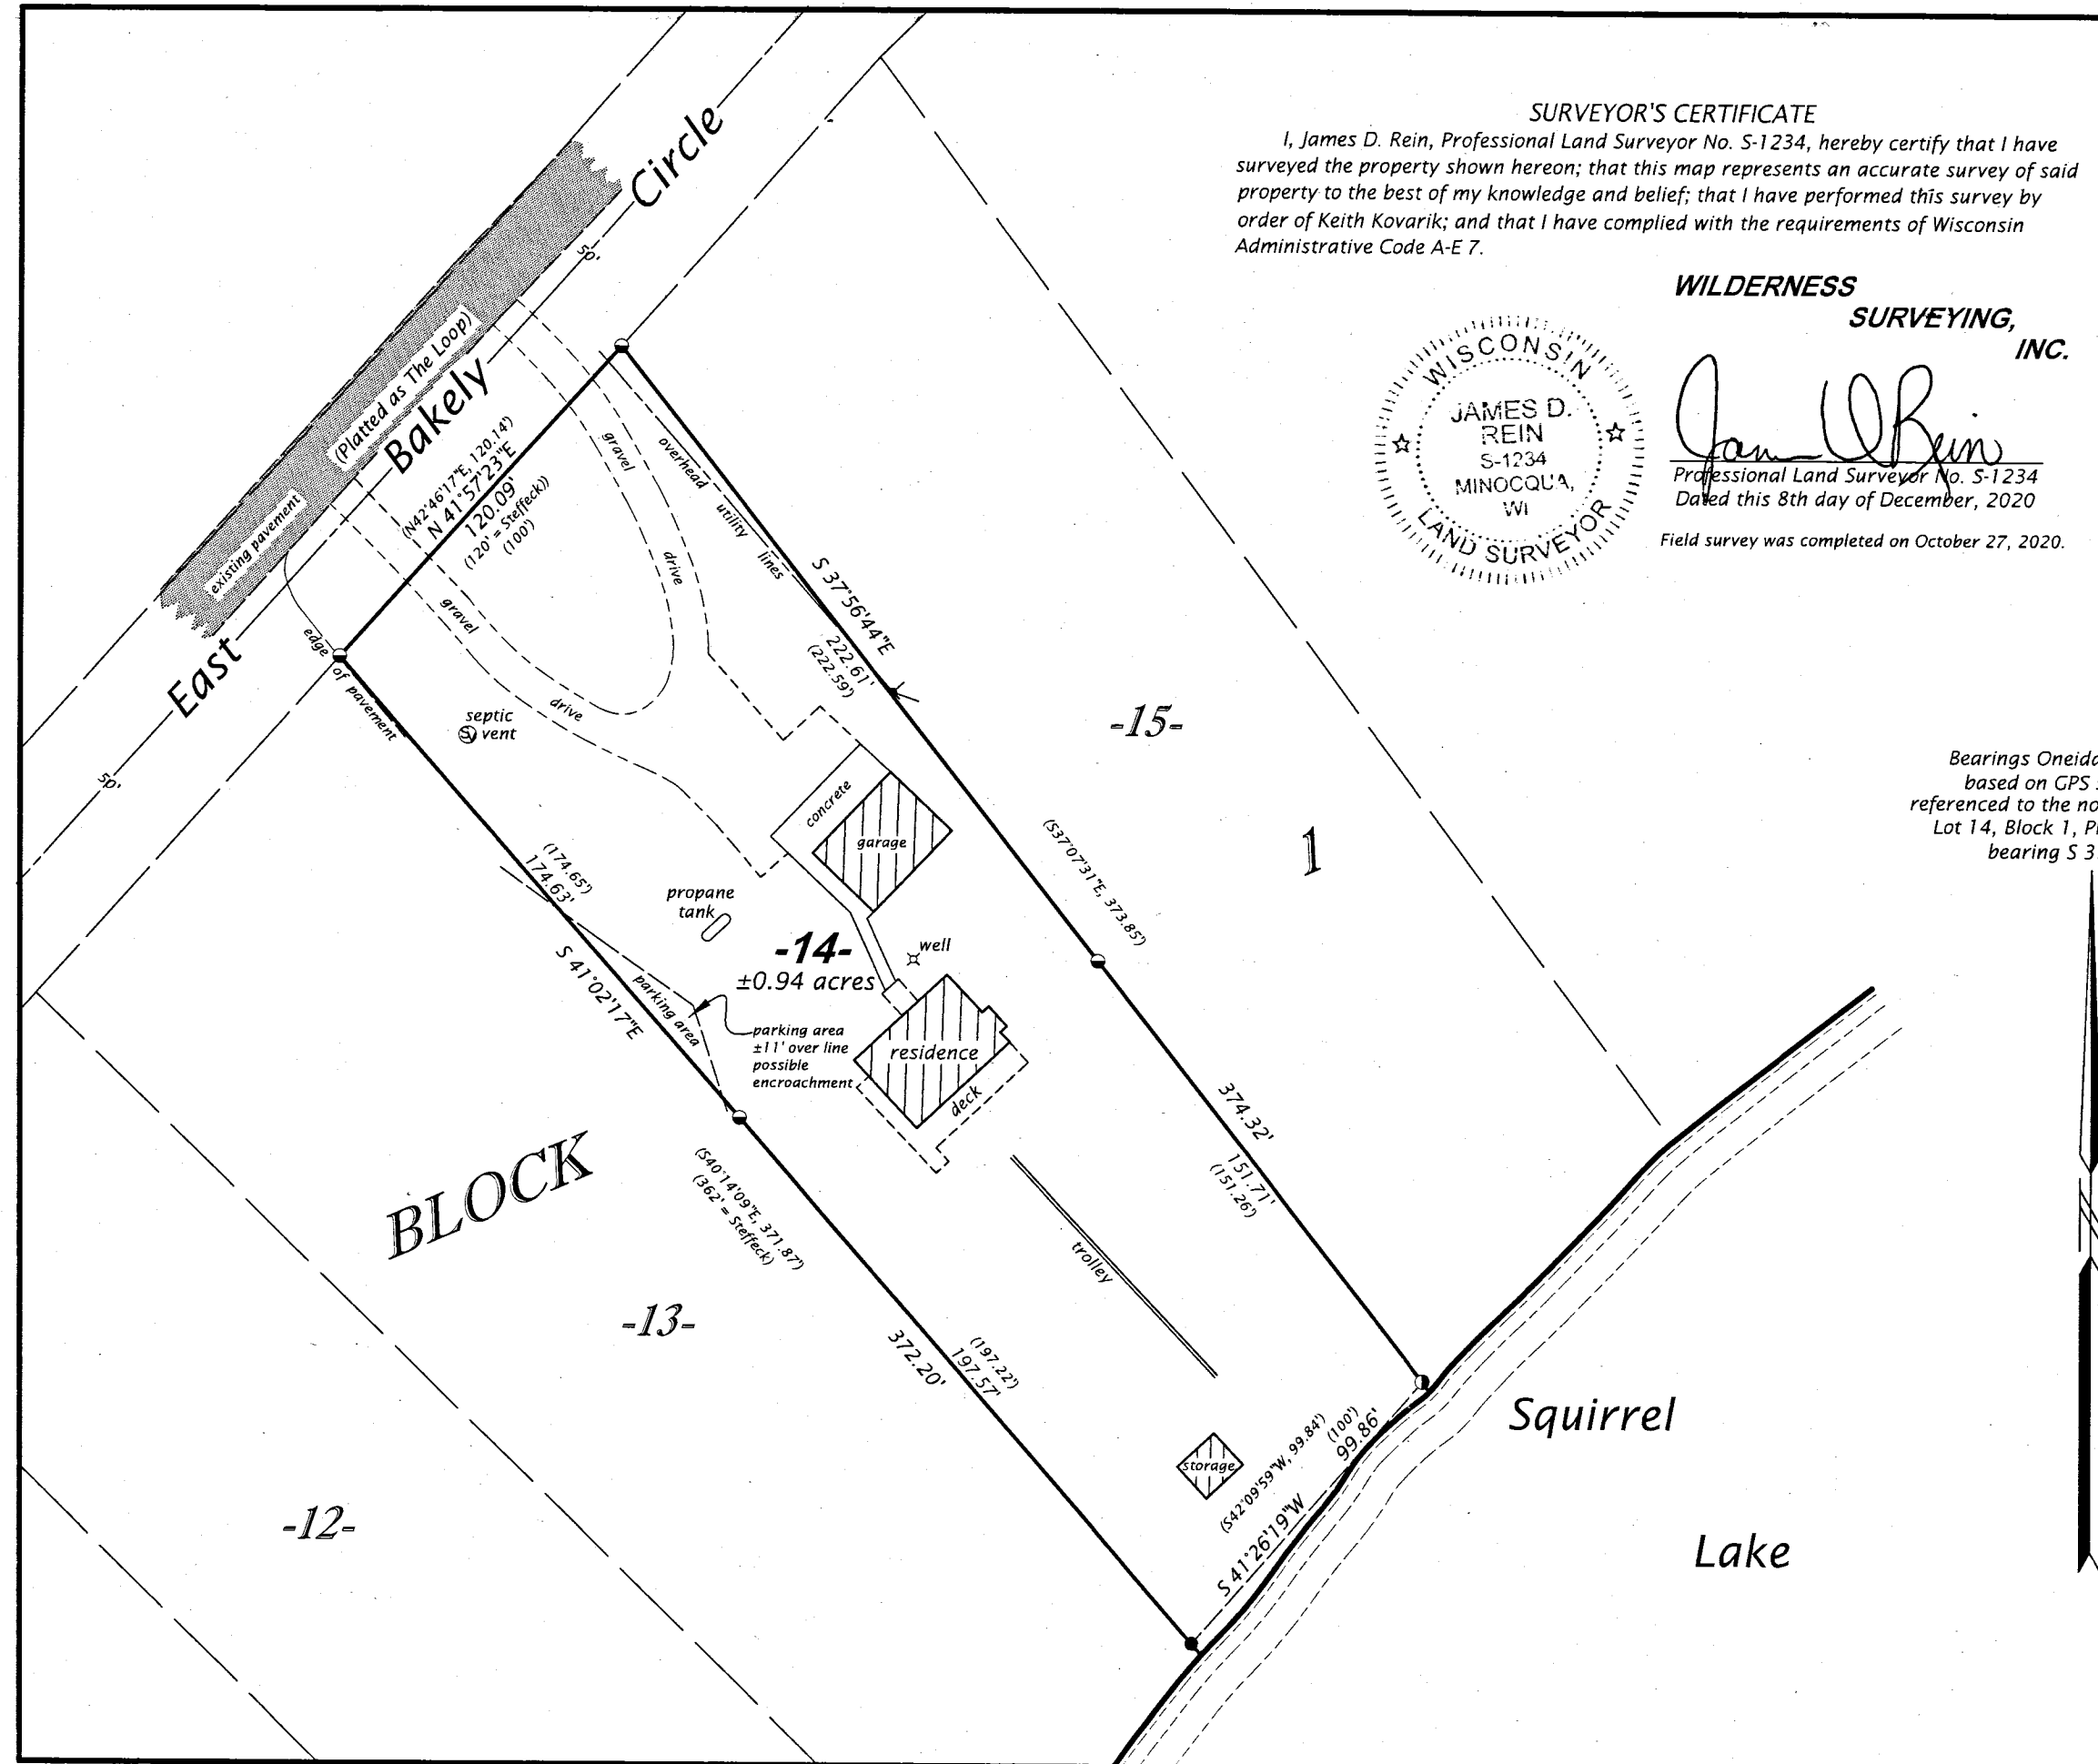 SURVEYOR'S CERTIFICATE
I, James D. Rein, Professional Land Surveyor No. S-1234, hereby certify that I have
surveyed the property shown hereon; that this map represents an accurate survey of said
property to the best of my knowledge and belief; that I have performed this survey by
order of Keith Kovarik; and that I have complied with the requirements of Wisconsin
Administrative Code A-E 7.
WILDERNESS
SURVEYING,
INC.
WISCONSIN
JAMES D.
REIN
S-1234
MINOCQUA,
WI
LAND SURVEYOR
James D Rein
Professional Land Surveyor No. S-1234
Dated this 8th day of December, 2020
Field survey was completed on October 27, 2020.
Bearings Oneida
based on GPS
referenced to the no
Lot 14, Block 1, P
bearing S 3
East Bakely Circle
(Platted as The Loop)
existing pavement
50'
50'
edge of pavement
(N42°46'17"E, 120.14')
N 41°57'23"E
120.09'
(120' = Steffeck))
(100')
gravel drive
gravel drive
overhead utility lines
S 37°56'44"E
222.61'
(222.59')
septic
vent
concrete
garage
(174.65')
174.63'
S 41°02'17"E
propane
tank
-14-
±0.94 acres
well
parking area
parking area
±11' over line
possible
encroachment
residence
deck
-15-
1
(S37°07'31"E, 373.85')
374.32'
151.71'
(151.26')
BLOCK
(S40°14'09"E, 371.87')
(362' = Steffeck)
trolley
-13-
372.20'
(197.22')
197.57'
storage
(S42°09'59"W, 99.84')
(100')
99.86'
S 41°26'19"W
-12-
Squirrel
Lake